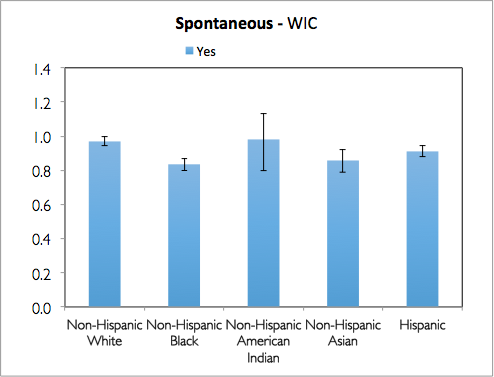 Spontaneous - WIC
Yes
1.4
1.2
1.0
0.8
0.6
0.4
0.2
0.0
Non-Hispanic White
Non-Hispanic Black
Non-Hispanic American Indian
Non-Hispanic Asian
Hispanic